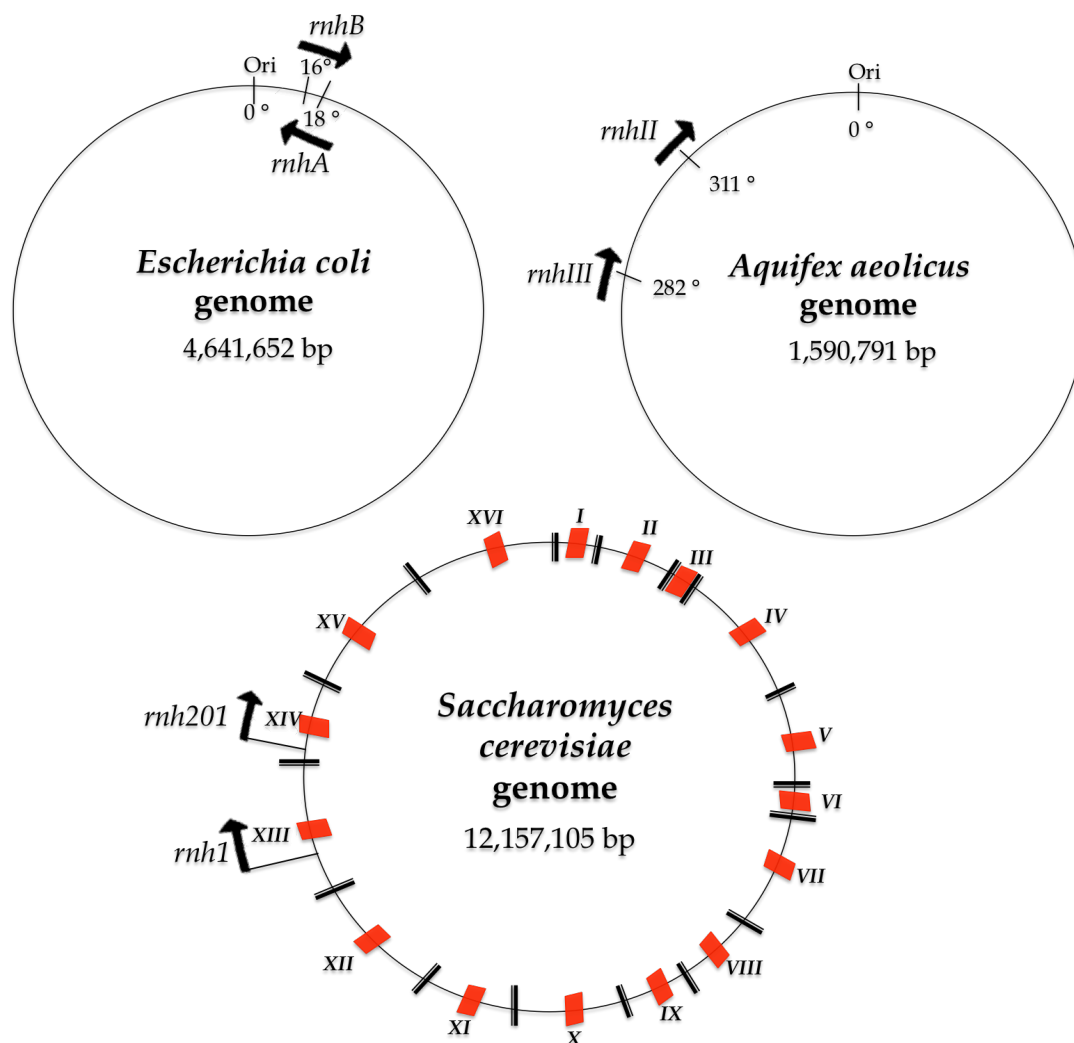 rnhB
Ori
16°
0 °
18 °
rnhA
Escherichia coli
genome
4,641,652 bp
Ori
0 °
rnhII
311 °
rnhIII
282 °
Aquifex aeolicus
genome
1,590,791 bp
XVI
I
II
III
IV
V
VI
VII
VIII
IX
X
XI
XII
XIII
XIV
XV
rnh201
rnh1
Saccharomyces
cerevisiae
genome
12,157,105 bp